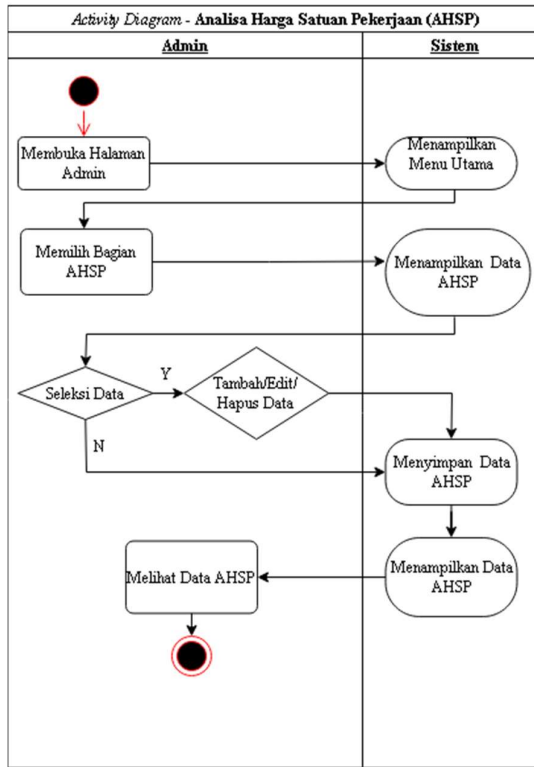 Activity Diagram - Analisa Harga Satuan Pekerjaan (AHSP)
Admin
Sistem
Membuka Halaman
Admin
Menampilkan
Menu Utama
Memilih Bagian
AHSP
Menampilkan Data
AHSP
Seleksi Data
Y
Tambah/Edit/
Hapus Data
N
Menyimpan Data
AHSP
Menampilkan Data
AHSP
Melihat Data AHSP